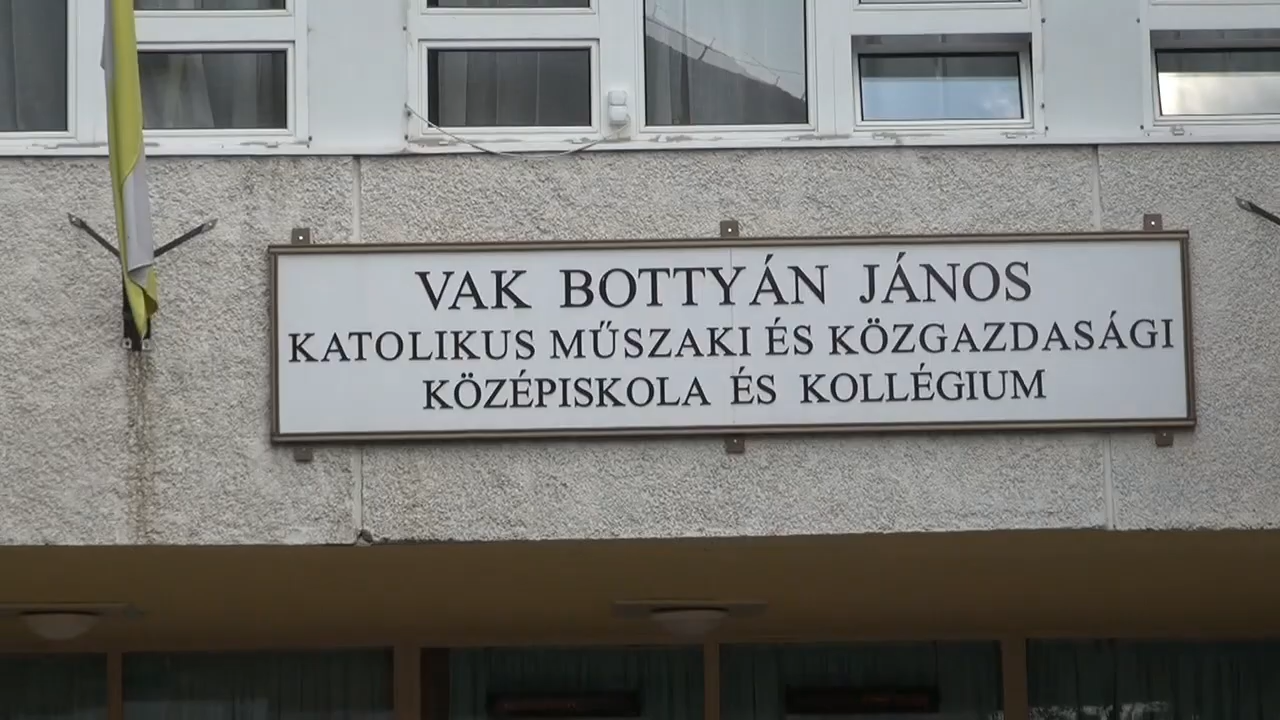 VAK BOTTYÁN JÁNOS
KATOLIKUS MŰSZAKI ÉS KÖZGAZDASÁGI
KÖZÉPISKOLA ÉS KOLLÉGIUM